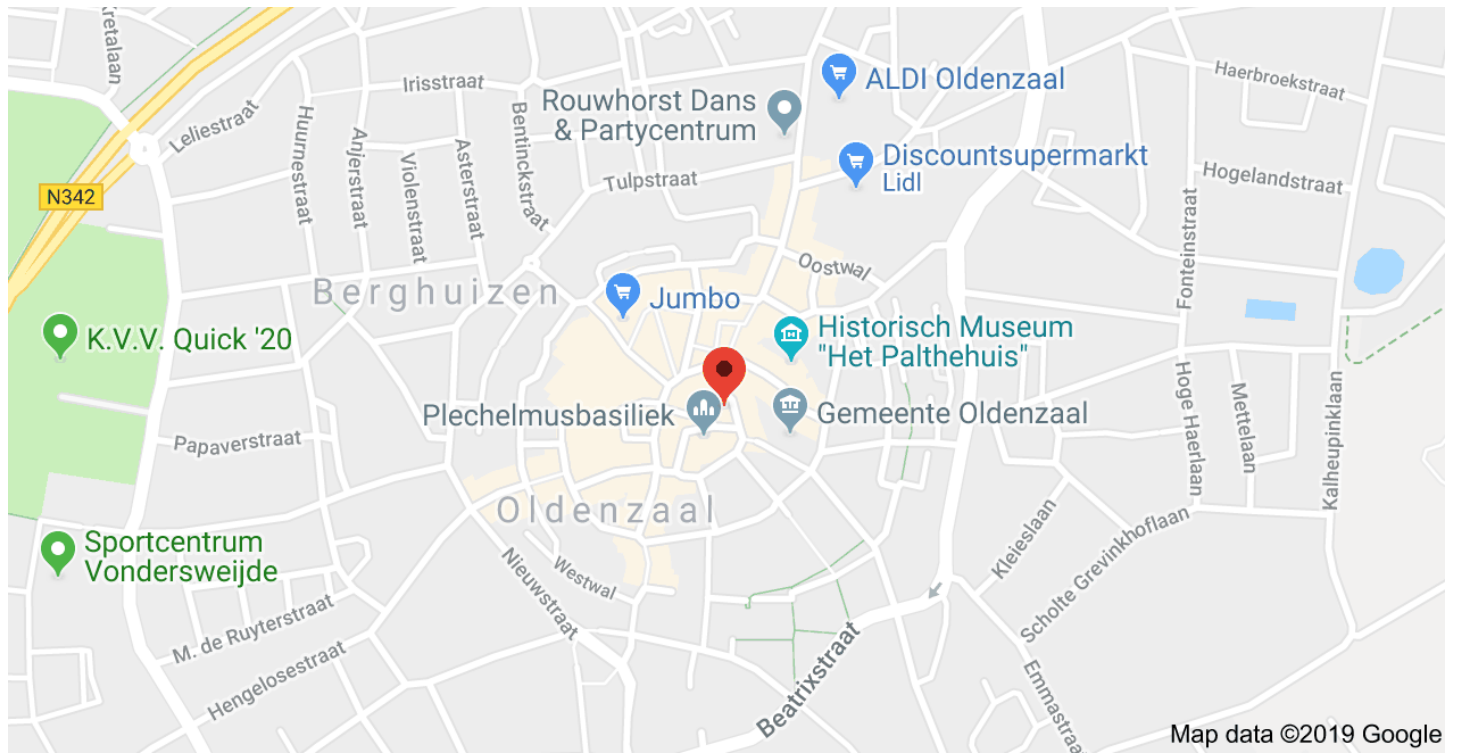 Kretalaan
Irisstraat
Leliestraat
Huurnestraat
Anjerstraat
Violenstraat
Asterstraat
Bentinckstraat
Rouwhorst Dans
& Partycentrum
ALDI Oldenzaal
Haerbroekstraat
Discountsupermarkt
Lidl
Tulpstraat
Hogelandstraat
N342
Fonteinstraat
Oostwal
Berghuizen
Jumbo
K.V.V. Quick '20
Historisch Museum
"Het Palthehuis"
Plechelmusbasiliek
Gemeente Oldenzaal
Hoge Haerlaan
Mettelaan
Kalheupinklaan
Papaverstraat
Oldenzaal
Sportcentrum
Vondersweijde
Nieuwstraat
Westwal
Kleieslaan
Scholte Grevinkhoflaan
M. de Ruyterstraat
Hengelosestraat
Beatrixstraat
Emmastraat
Map data ©2019 Google